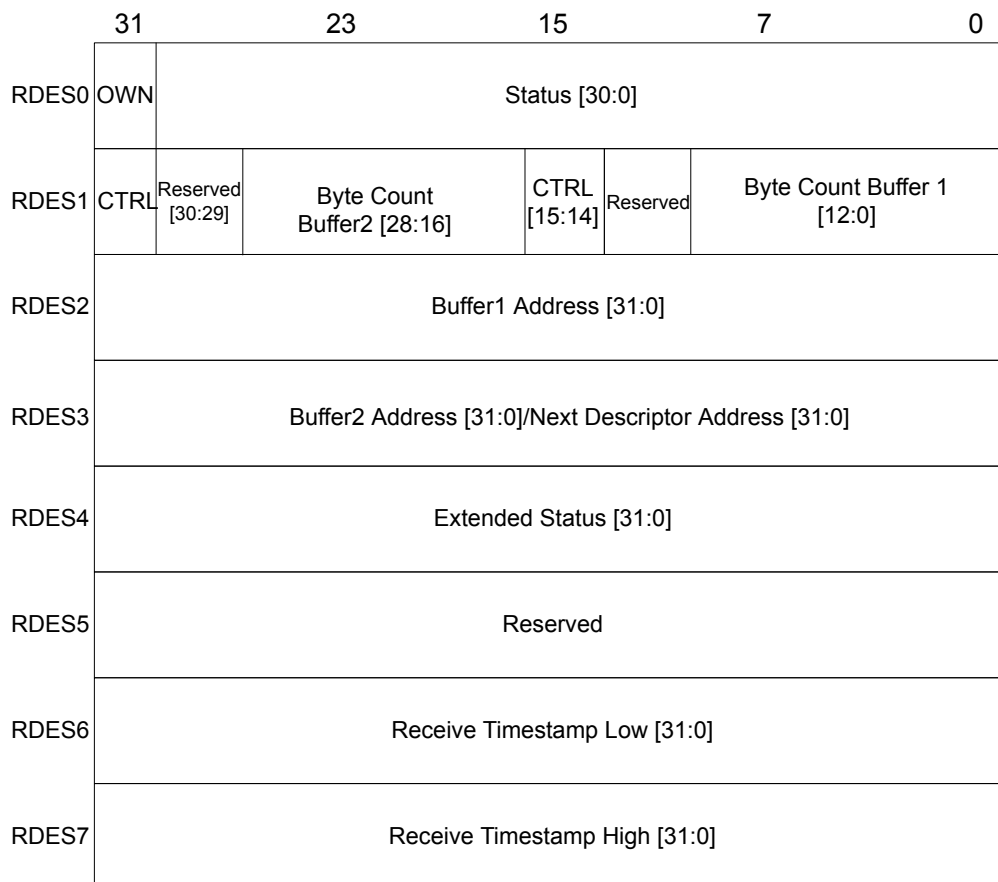 31 23 15 7 0
RDES0 OWN Status [30:0]
RDES1 CTRL Reserved [30:29] Byte Count Buffer2 [28:16] CTRL [15:14] Reserved Byte Count Buffer 1 [12:0]
RDES2 Buffer1 Address [31:0]
RDES3 Buffer2 Address [31:0]/Next Descriptor Address [31:0]
RDES4 Extended Status [31:0]
RDES5 Reserved
RDES6 Receive Timestamp Low [31:0]
RDES7 Receive Timestamp High [31:0]